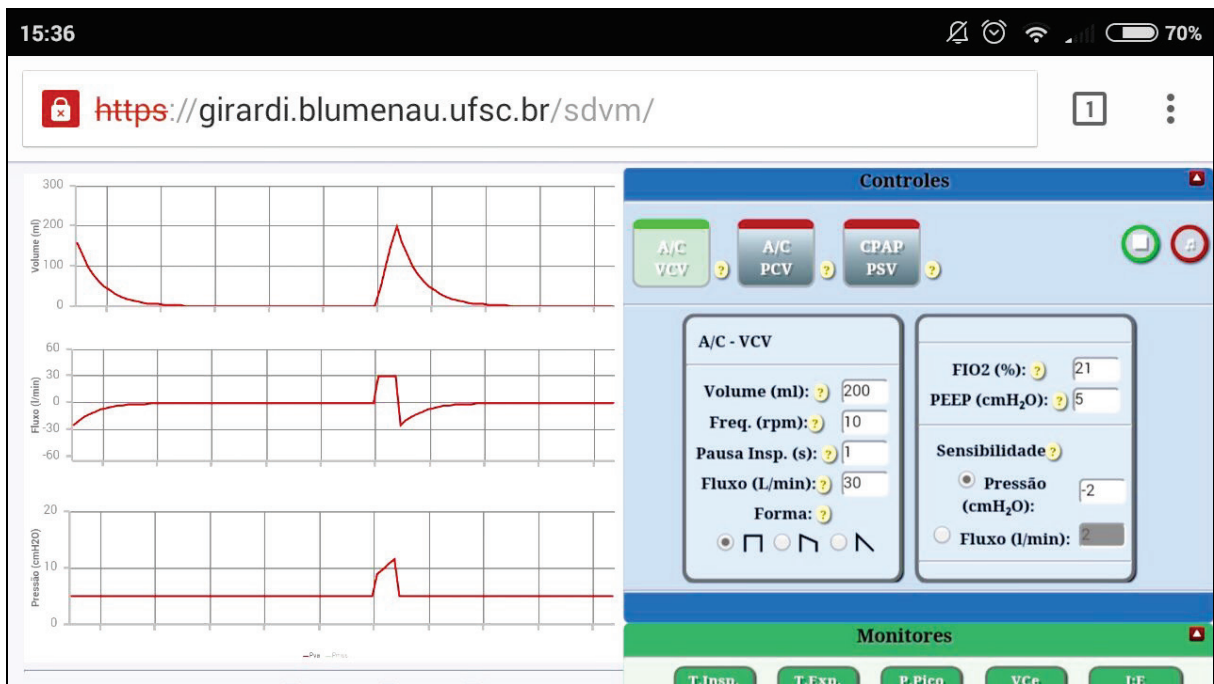 15:36
70%
https://girardi.blumenau.ufsc.br/sdvm/
1
300
200
100
0
Volume (ml)
60
30
0
-30
-60
Fluxo (l/min)
20
10
0
Pressão (cmH2O)
Controles
A/C VCV ?
A/C PCV ?
CPAP PSV ?
A/C - VCV
Volume (ml): ? 200
Freq. (rpm): ? 10
Pausa Insp. (s): ? 1
Fluxo (L/min): ? 30
Forma: ?
FIO2 (%): ? 21
PEEP (cmH₂O): ? 5
Sensibilidade ?
Pressão
(cmH₂O): -2
Fluxo (l/min): 2
Monitores
T.Insp. T.Exp. P.Pico VCe I:E